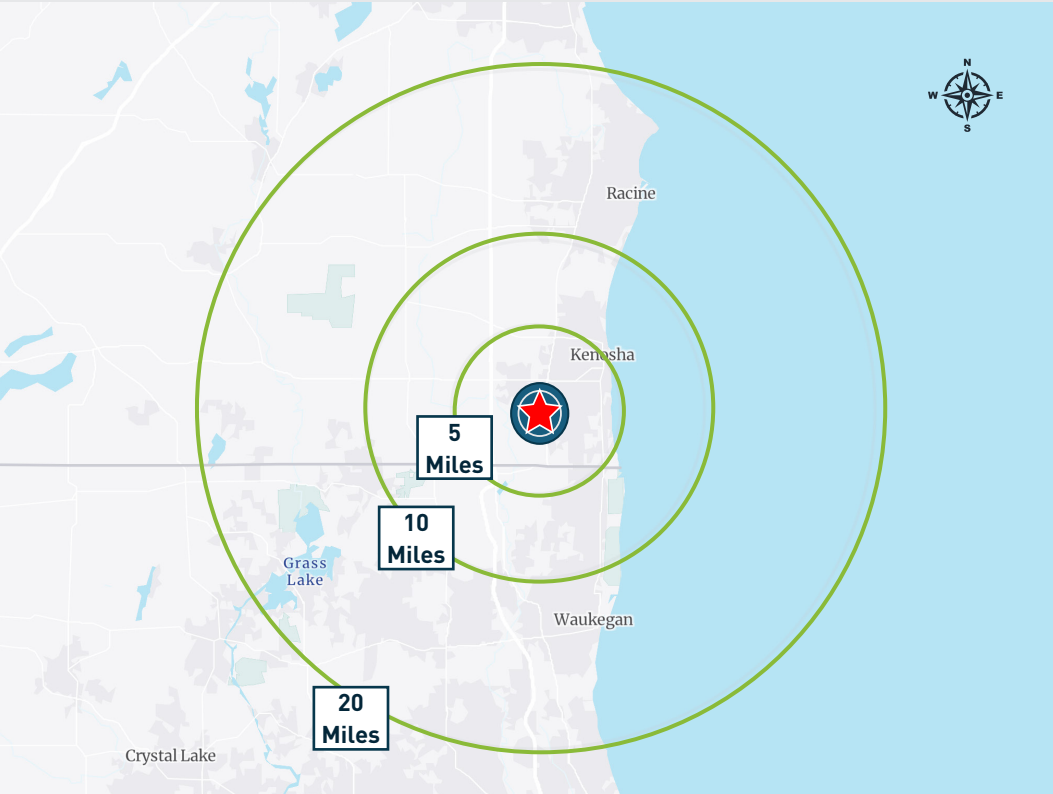 N
W E
S
Racine
Kenosha
5
Miles
10
Miles
Grass
Lake
Waukegan
20
Miles
Crystal Lake